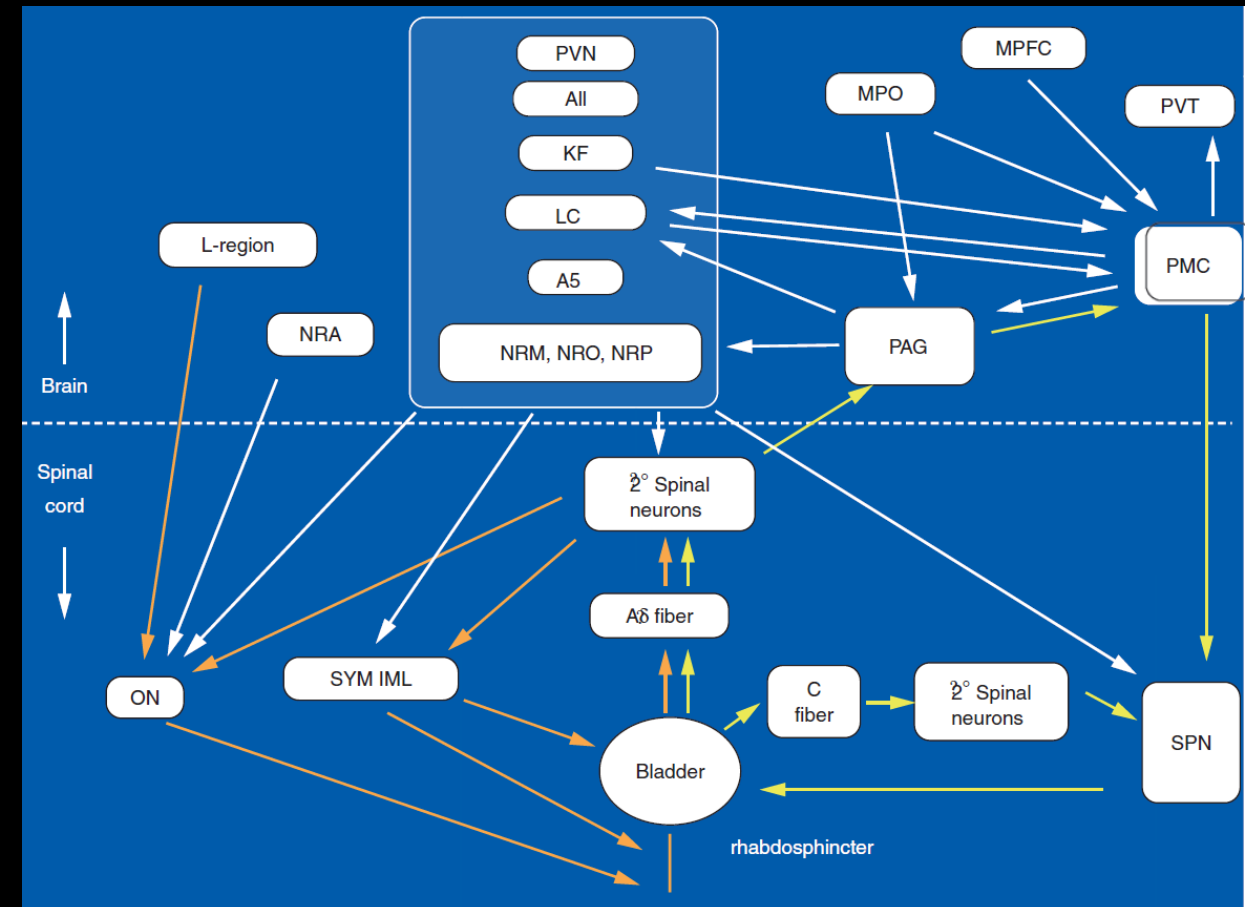 PVN
All
KF
LC
A5
NRM, NRO, NRP
MPFC
MPO
PVT
PMC
PAG
L-region
NRA
Brain
Spinal
cord
2° Spinal
neurons
Aδ fiber
SYM IML
ON
C
fiber
2° Spinal
neurons
SPN
Bladder
rhabdosphincter